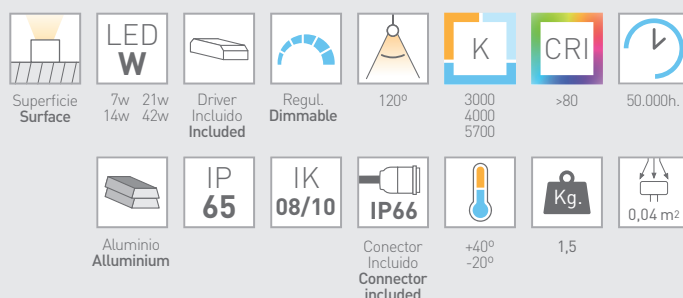 LED
W
K
CRI
Superficie
Surface
7w 21w
14w 42w
Driver
Incluido
Included
Regul.
Dimmable
120º
3000
4000
5700
>80
50.000h.
IP
65
IK
08/10
IP66
Kg.
0,04 m²
Aluminio
Alluminium
Conector
Incluido
Connector
included
+40º
-20º
1,5